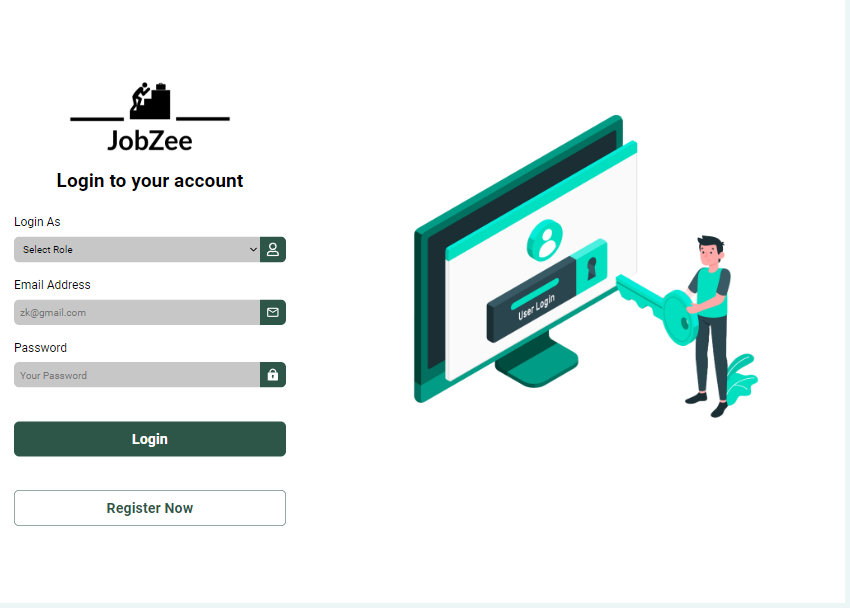 JobZee
Login to your account
Login As
Select Role
Email Address
zk@gmail.com
Password
Your Password
Login
Register Now
User Login